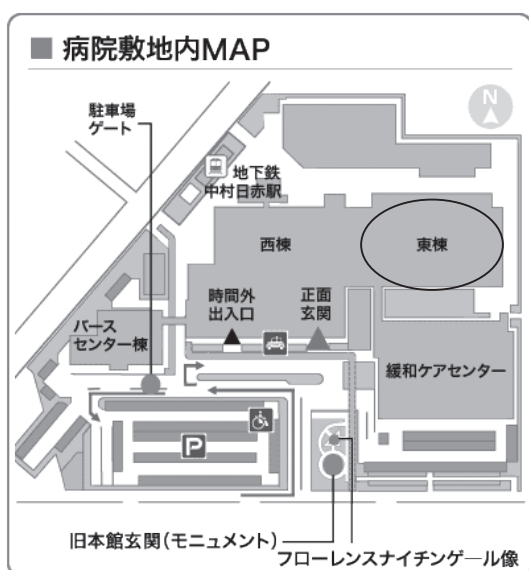 ■ 病院敷地内MAP
N
駐車場
ゲート
地下鉄
中村日赤駅
西棟
東棟
時間外
出入口
正面
玄関
バース
センター棟
緩和ケアセンター
P
旧本館玄関(モニュメント)
フローレンスナイチンゲール像